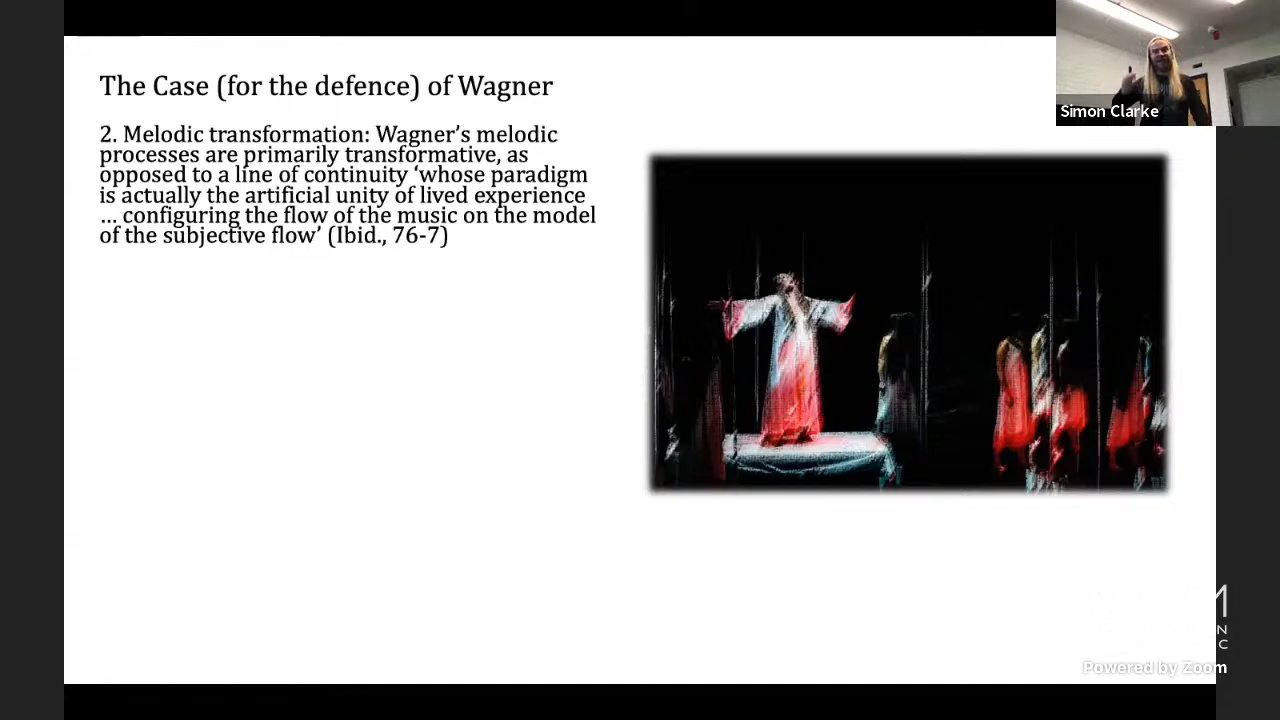 The Case (for the defence) of Wagner
2. Melodic transformation: Wagner’s melodic
processes are primarily transformative, as
opposed to a line of continuity ‘whose paradigm
is actually the artificial unity of lived experience
… configuring the flow of the music on the model
of the subjective flow’ (Ibid., 76-7)
Simon Clarke
M
N
C
Powered by Zoom